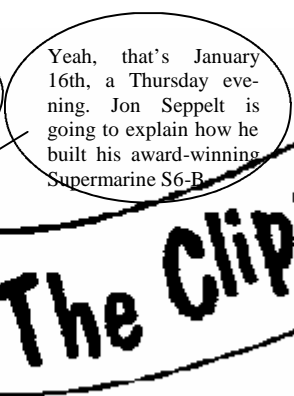 Yeah, that's January
16th, a Thursday eve-
ning. Jon Seppelt is
going to explain how he
built his award-winning
Supermarine S6-B.
The Clip